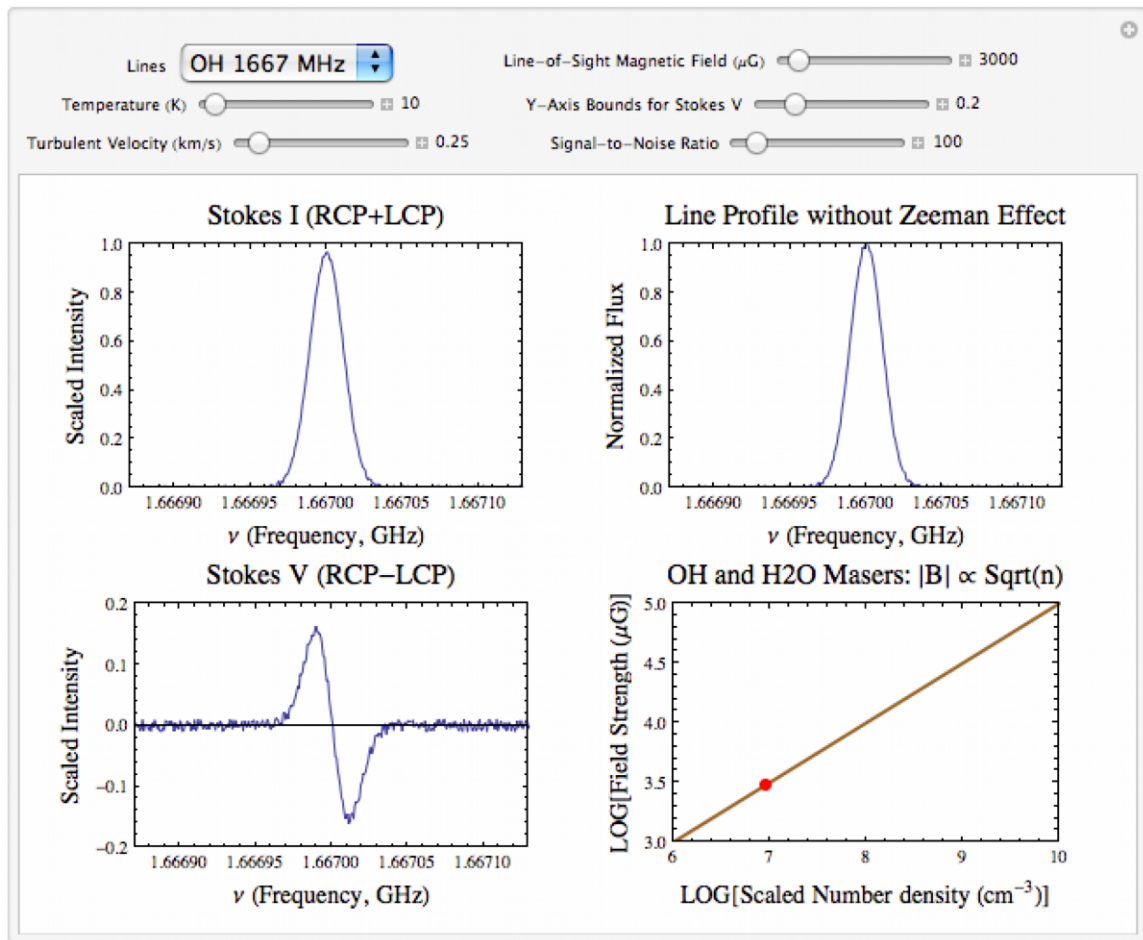 Lines OH 1667 MHz
Line-of-Sight Magnetic Field (μG) 3000
Temperature (K) 10
Y-Axis Bounds for Stokes V 0.2
Turbulent Velocity (km/s) 0.25
Signal-to-Noise Ratio 100
Stokes I (RCP+LCP)
Scaled Intensity
1.0
0.8
0.6
0.4
0.2
0.0
1.66690 1.66695 1.66700 1.66705 1.66710
ν (Frequency, GHz)
Line Profile without Zeeman Effect
Normalized Flux
1.0
0.8
0.6
0.4
0.2
0.0
1.66690 1.66695 1.66700 1.66705 1.66710
ν (Frequency, GHz)
Stokes V (RCP−LCP)
Scaled Intensity
0.2
0.1
0.0
−0.1
−0.2
1.66690 1.66695 1.66700 1.66705 1.66710
ν (Frequency, GHz)
OH and H2O Masers: |B| ∝ Sqrt(n)
LOG[Field Strength (μG)]
5.0
4.5
4.0
3.5
3.0
6 7 8 9 10
LOG[Scaled Number density (cm⁻³)]